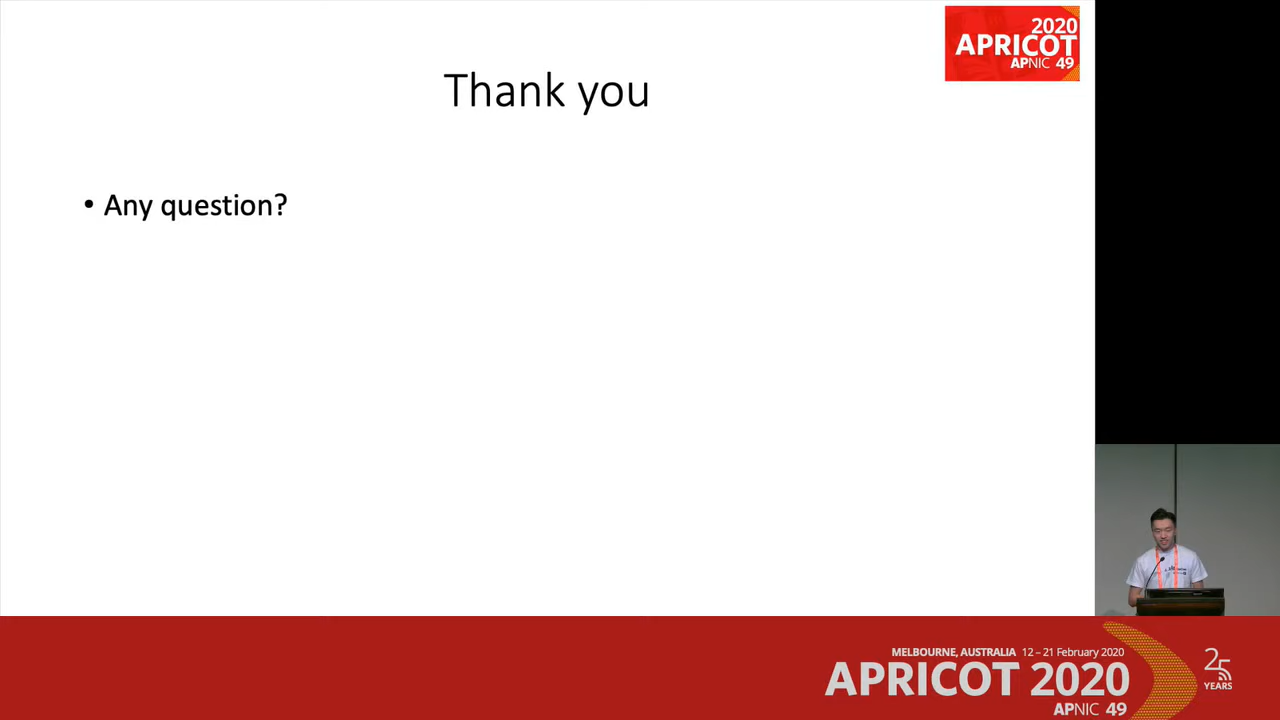 2020
APRICOT
APNIC 49
Thank you
• Any question?
MELBOURNE, AUSTRALIA 12 – 21 February 2020
APRICOT 2020
APNIC 49
25
YEARS